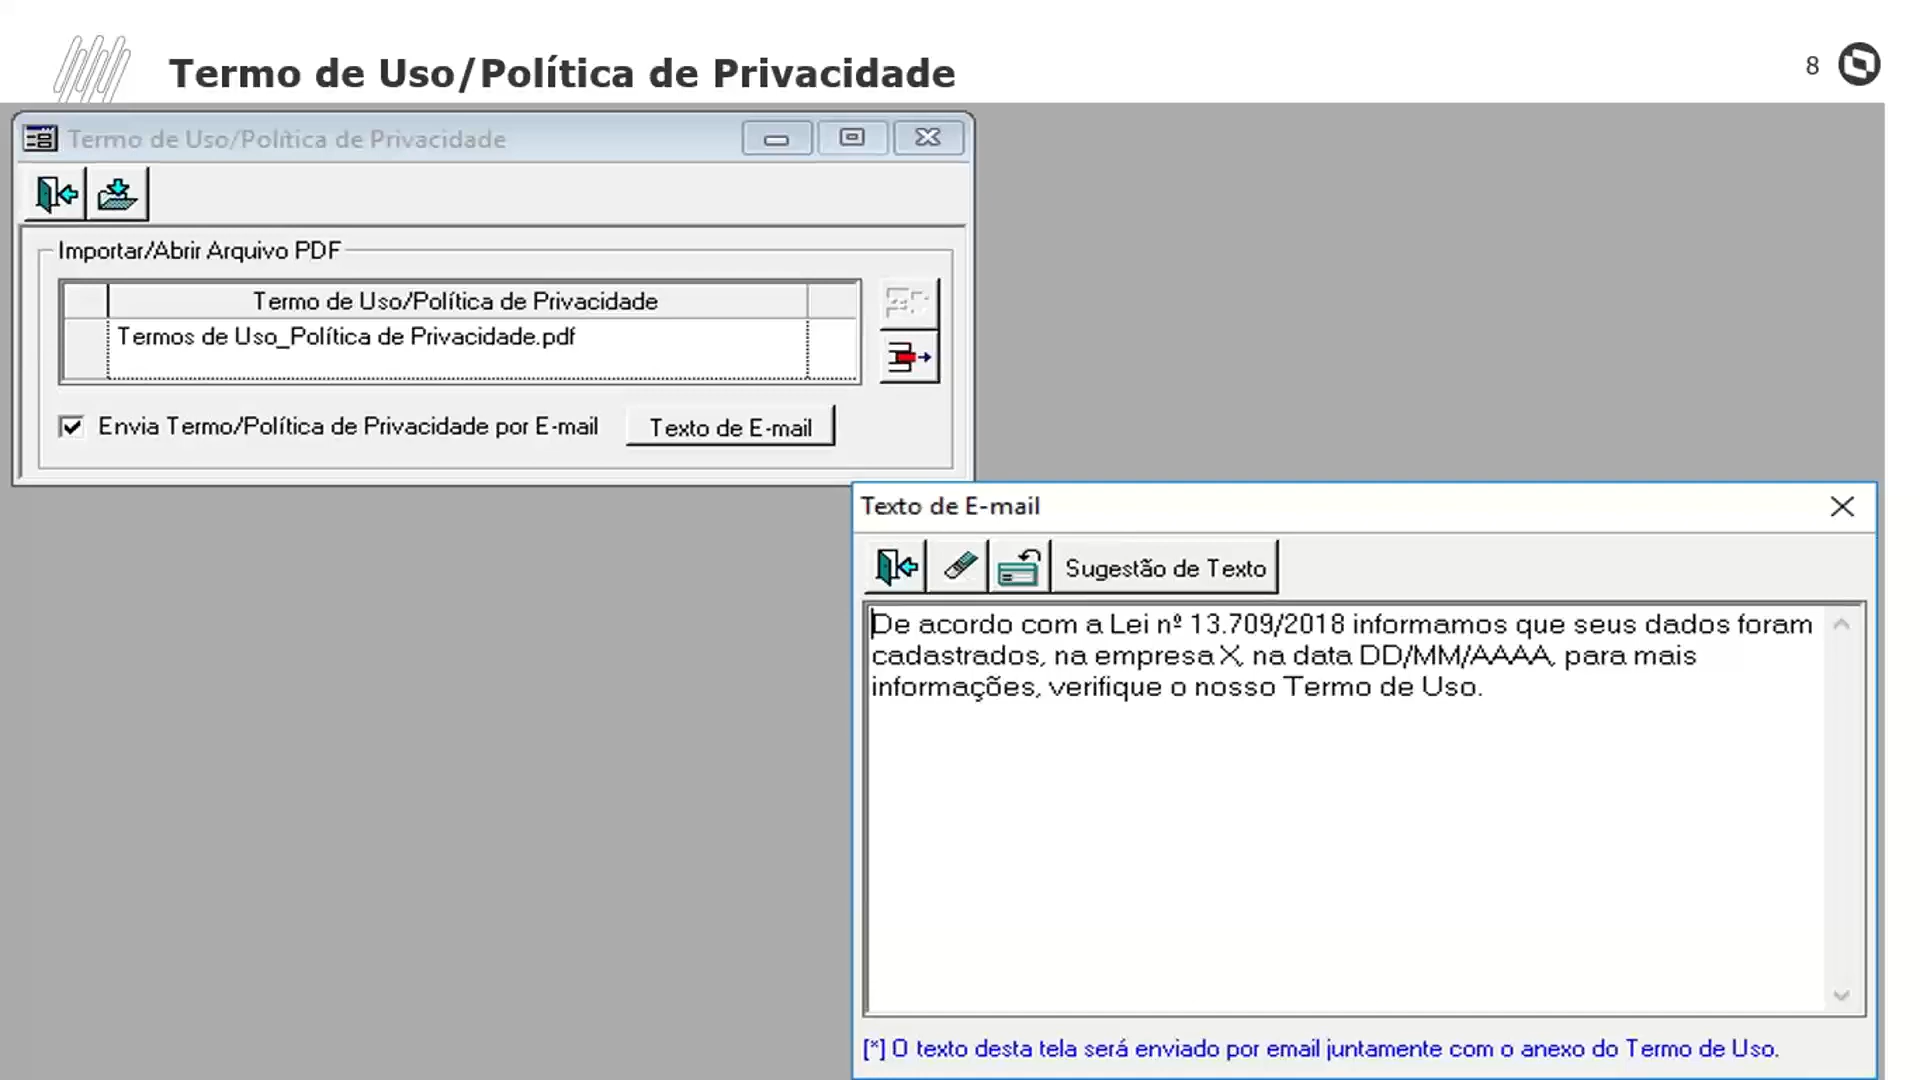 Termo de Uso/Política de Privacidade
8
Termo de Uso/Política de Privacidade
Importar/Abrir Arquivo PDF
Termo de Uso/Política de Privacidade
Termos de Uso_Política de Privacidade.pdf
Envia Termo/Política de Privacidade por E-mail
Texto de E-mail
Texto de E-mail
Sugestão de Texto
De acordo com a Lei nº 13.709/2018 informamos que seus dados foram
cadastrados, na empresa X, na data DD/MM/AAAA, para mais
informações, verifique o nosso Termo de Uso.
[*] O texto desta tela será enviado por email juntamente com o anexo do Termo de Uso.